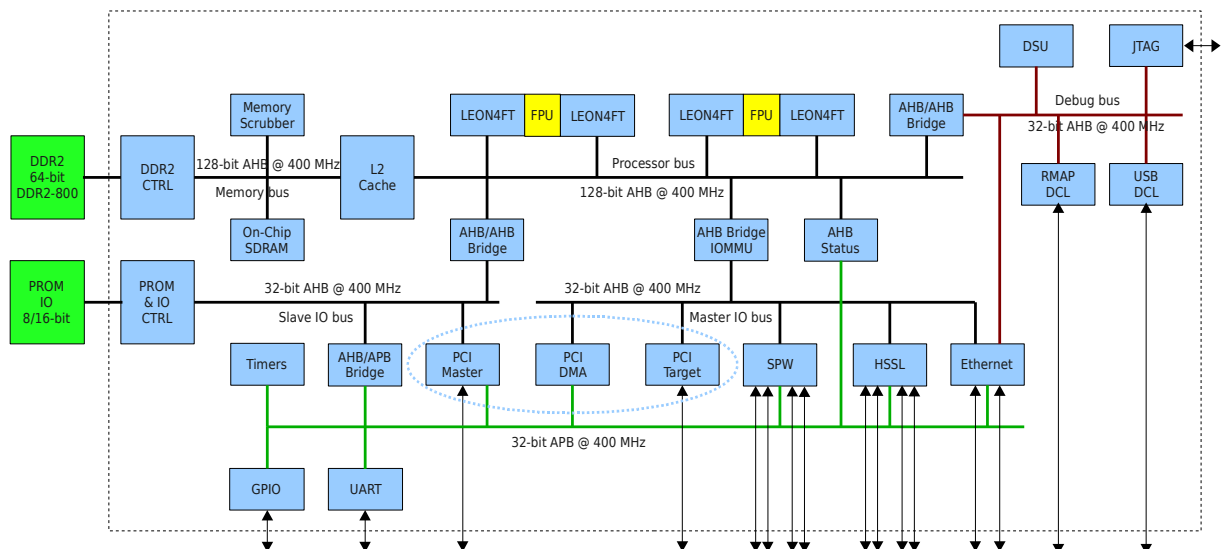 DSU
JTAG
Memory
Scrubber
LEON4FT
FPU
LEON4FT
LEON4FT
FPU
LEON4FT
AHB/AHB
Bridge
Debug bus
32-bit AHB @ 400 MHz
DDR2
64-bit
DDR2-800
DDR2
CTRL
128-bit AHB @ 400 MHz
Memory bus
L2
Cache
Processor bus
128-bit AHB @ 400 MHz
RMAP
DCL
USB
DCL
On-Chip
SDRAM
AHB/AHB
Bridge
AHB Bridge
IOMMU
AHB
Status
PROM
IO
8/16-bit
PROM
& IO
CTRL
32-bit AHB @ 400 MHz
Slave IO bus
32-bit AHB @ 400 MHz
Master IO bus
Timers
AHB/APB
Bridge
PCI
Master
PCI
DMA
PCI
Target
SPW
HSSL
Ethernet
32-bit APB @ 400 MHz
GPIO
UART